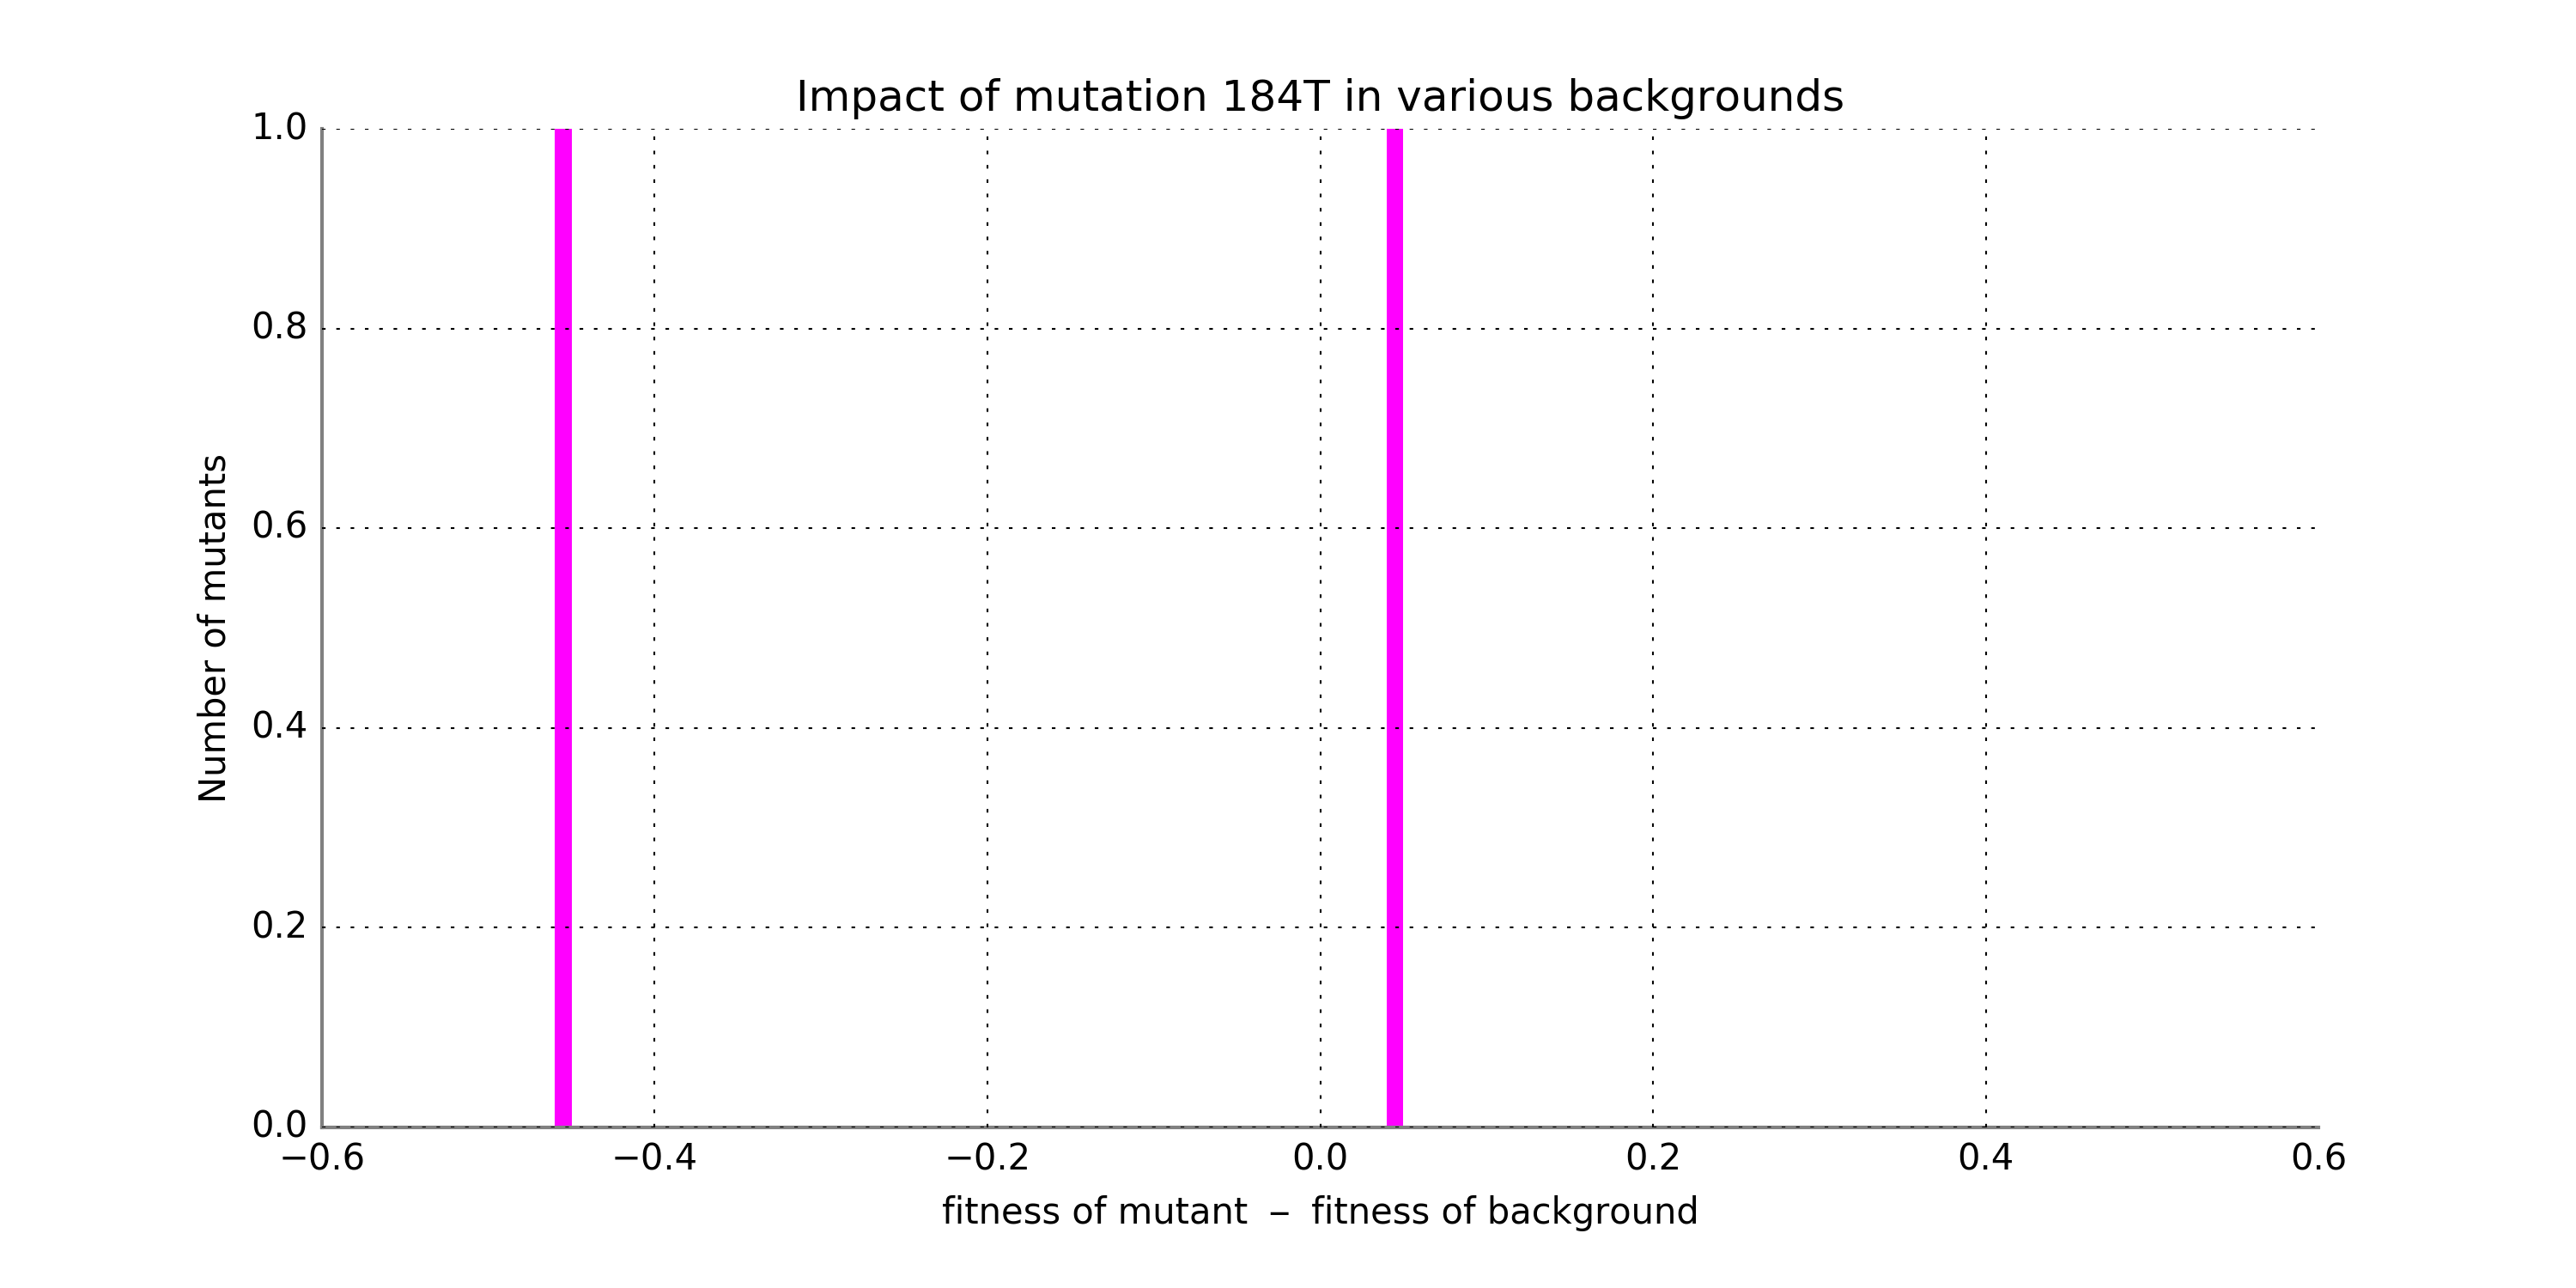 Impact of mutation 184T in various backgrounds
1.0
0.8
0.6
0.4
0.2
0.0
Number of mutants
−0.6 −0.4 −0.2 0.0 0.2 0.4 0.6
fitness of mutant − fitness of background